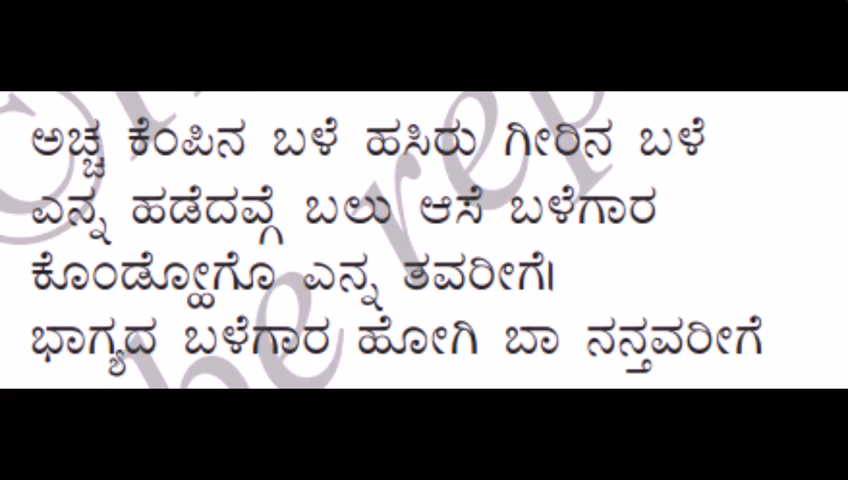 ಅಚ್ಚ ಕೆಂಪಿನ ಬಳೆ ಹಸಿರು ಗೀರಿನ ಬಳೆ
ಎನ್ನ ಹಡೆದವ್ಗೆ ಬಲು ಆಸೆ ಬಳೆಗಾರ
ಕೊಂಡ್ಹೋಗೊ ಎನ್ನ ತವರೀಗೆ।
ಭಾಗ್ಯದ ಬಳೆಗಾರ ಹೋಗಿ ಬಾ ನನ್ತವರೀಗೆ